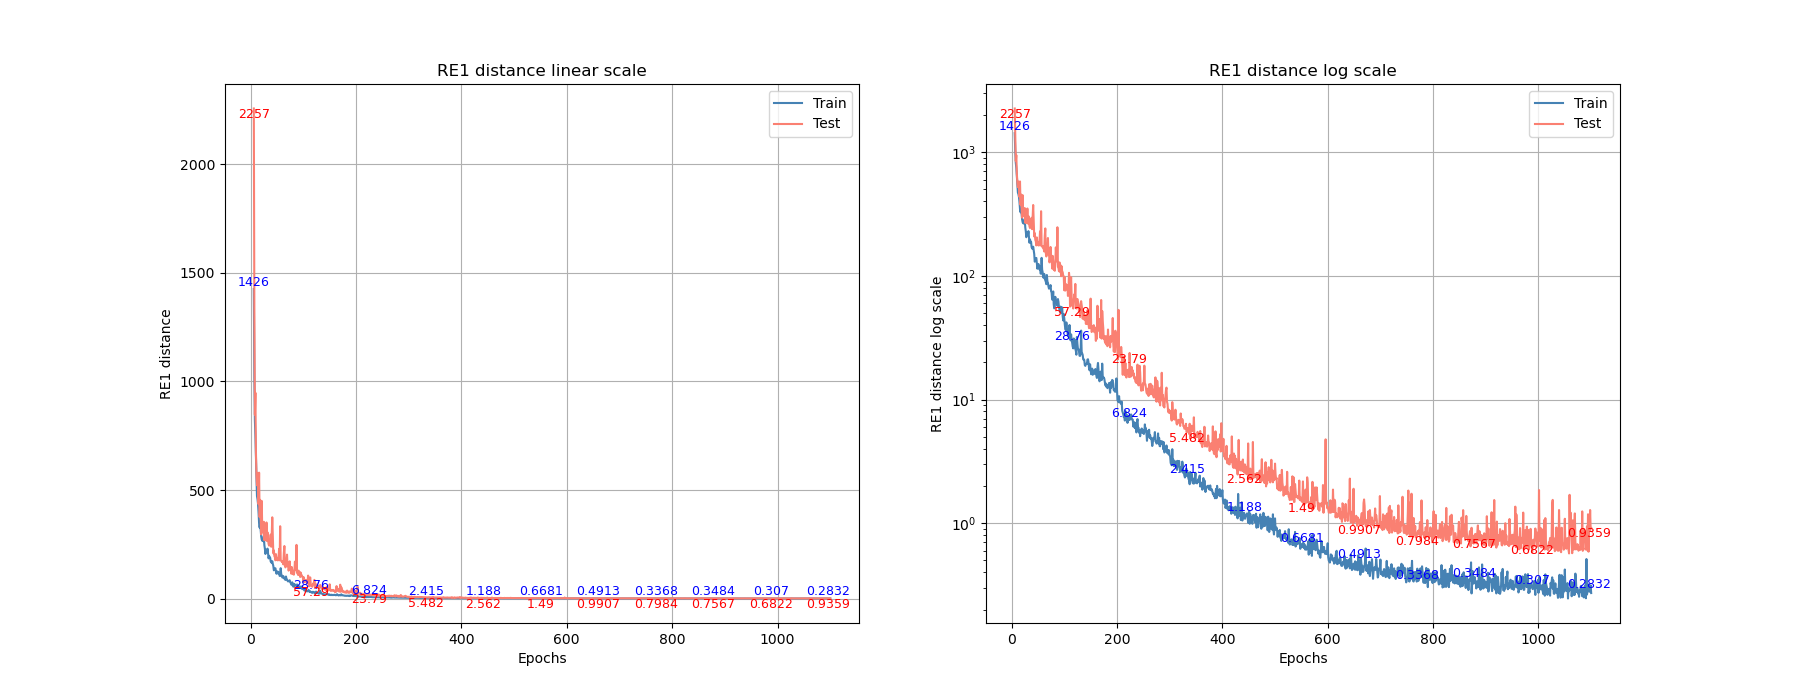 RE1 distance linear scale
RE1 distance
2000
1500
1000
500
0
2257
1426
28.76 6.824 2.415 1.188 0.6681 0.4913 0.3368 0.3484 0.307 0.2832
57.29 23.79 5.482 2.562 1.49 0.9907 0.7984 0.7567 0.6822 0.9359
Train
Test
0 200 400 600 800 1000
Epochs
RE1 distance log scale
RE1 distance log scale
10³
10²
10¹
10⁰
2257
1426
57.29
28.76
23.79
6.824
5.482
2.415
2.562
1.188
1.49
0.6681
0.9907
0.4913
0.7984
0.3368
0.7567
0.3484
0.6822
0.307
0.9359
0.2832
Train
Test
0 200 400 600 800 1000
Epochs